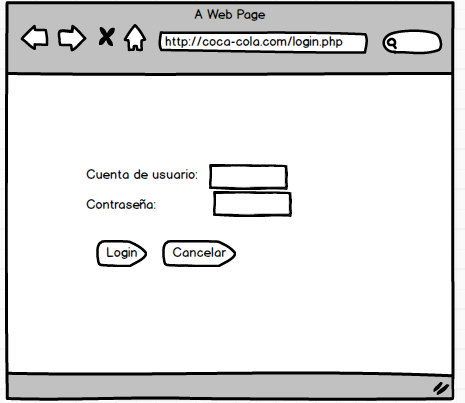 A Web Page
http://coca-cola.com/login.php
Cuenta de usuario:
Contraseña:
Login Cancelar